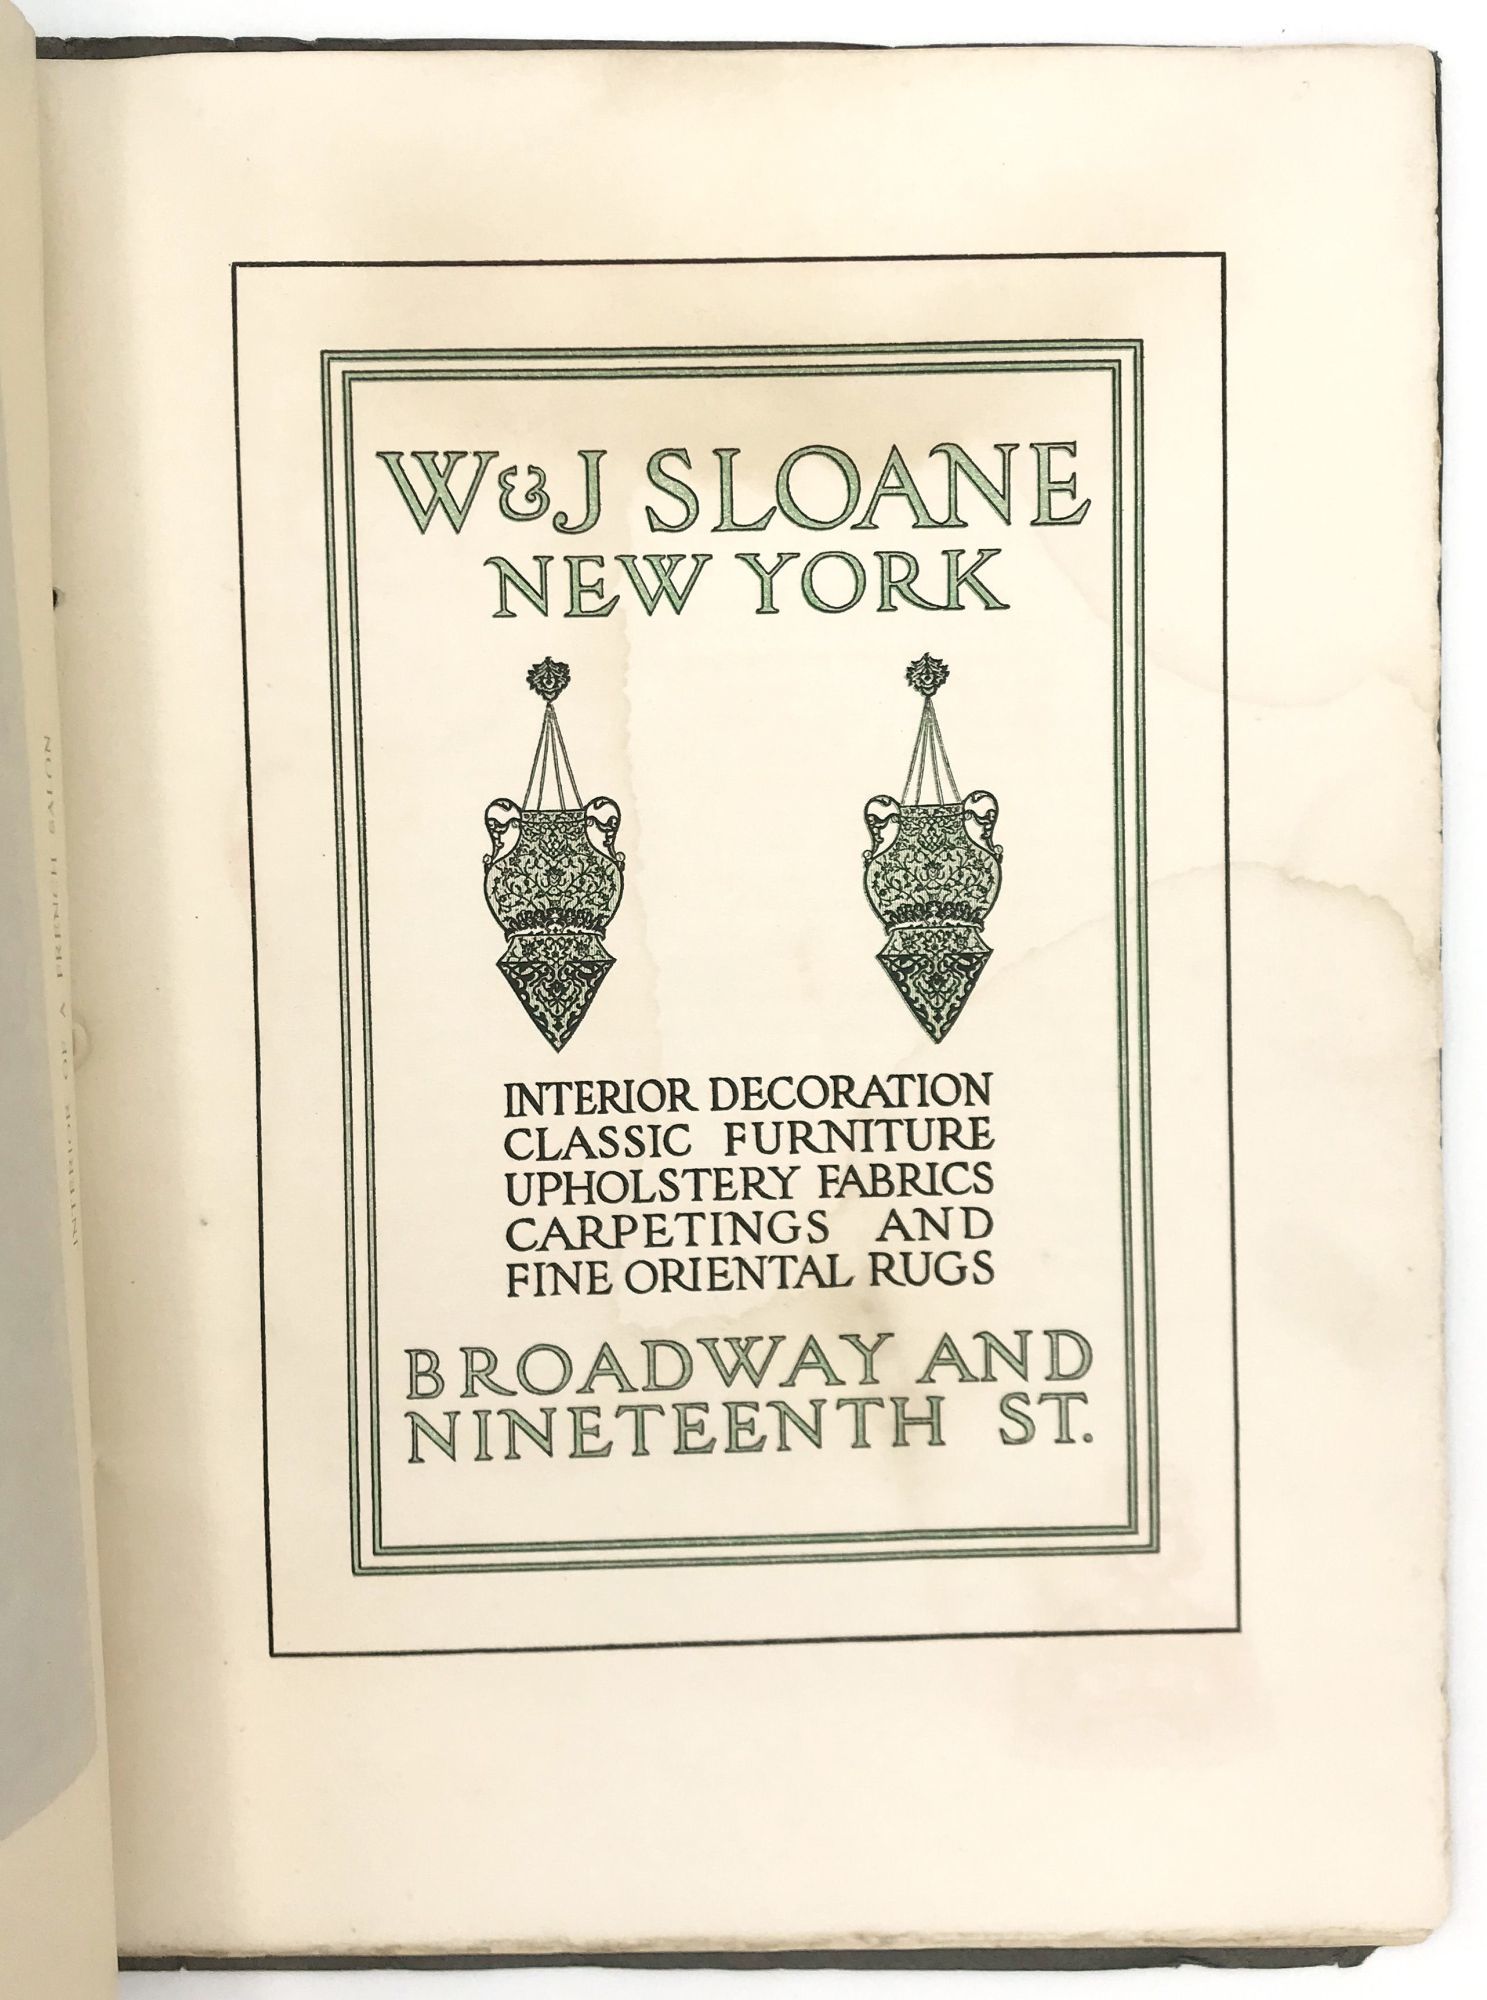 INTERIOR OF A FRENCH SALON
W & J SLOANE
NEW YORK
INTERIOR DECORATION
CLASSIC FURNITURE
UPHOLSTERY FABRICS
CARPETINGS AND
FINE ORIENTAL RUGS
BROADWAY AND
NINETEENTH ST.